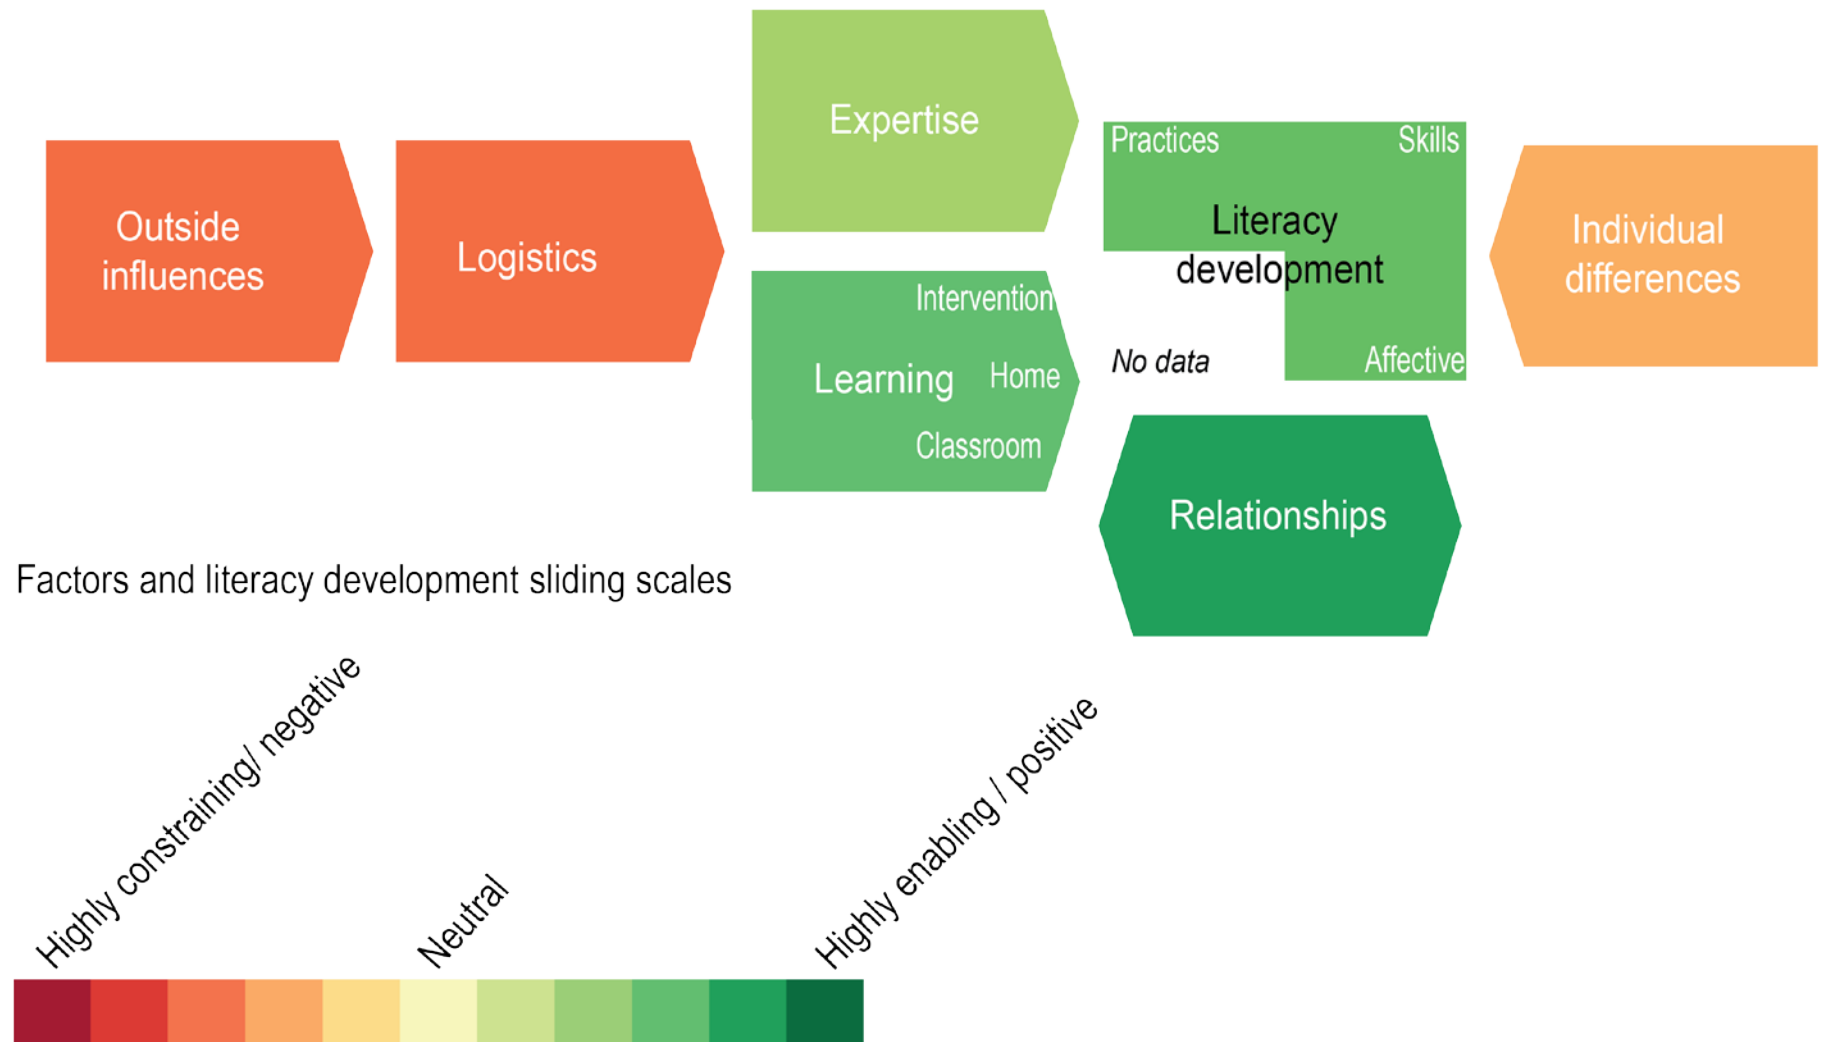 Outside
influences
Logistics
Expertise
Intervention
Learning
Home
Classroom
Practices
Skills
Literacy
development
No data
Affective
Individual
differences
Relationships
Factors and literacy development sliding scales
Highly constraining/ negative
Neutral
Highly enabling / positive